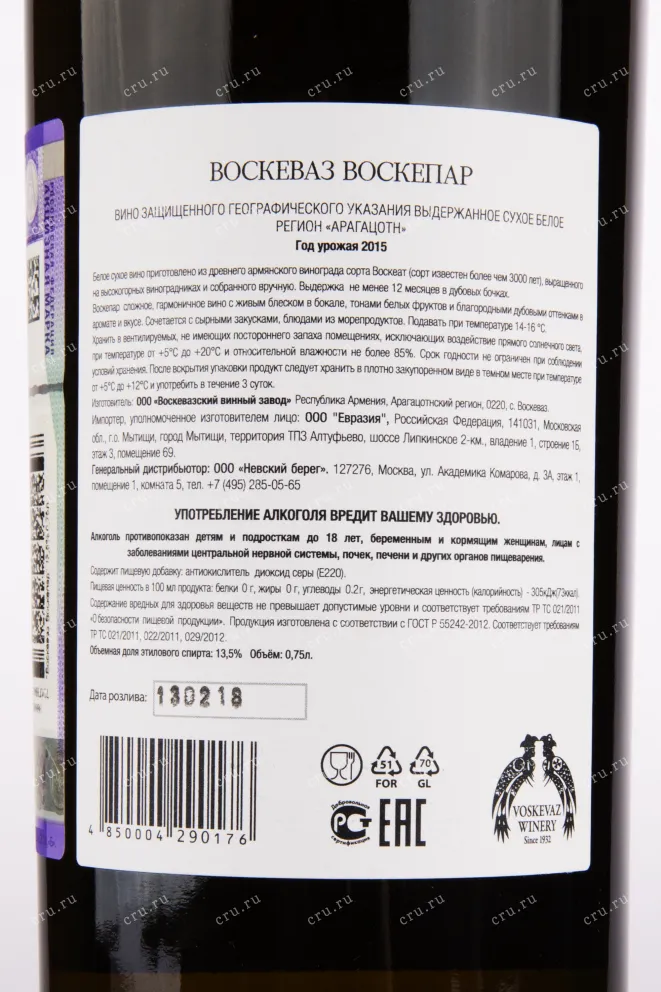 ВОСКЕВАЗ ВОСКЕПАР
ВИНО ЗАЩИЩЕННОГО ГЕОГРАФИЧЕСКОГО УКАЗАНИЯ ВЫДЕРЖАННОЕ СУХОЕ БЕЛОЕ
РЕГИОН «АРАГАЦОТН»
Год урожая 2015
Белое сухое вино приготовлено из древнего армянского винограда сорта Воскеат (сорт известен более чем 3000 лет), выращенного
на высокогорных виноградниках и собранного вручную. Выдержка не менее 12 месяцев в дубовых бочках.
Воскепар сложное, гармоничное вино с живым блеском в бокале, тонами белых фруктов и благородными дубовыми оттенками в
аромате и вкусе. Сочетается с сырными закусками, блюдами из морепродуктов. Подавать при температуре 14-16 °С.
Хранить в вентилируемых, не имеющих постороннего запаха помещениях, исключающих воздействие прямого солнечного света,
при температуре от +5°С до +20°С и относительной влажности не более 85%. Срок годности не ограничен при соблюдении
условий хранения. После вскрытия упаковки продукт следует хранить в плотно закупоренном виде в темном месте при температуре
от +5°С до +12°С и употребить в течение 3 суток.
Изготовитель: ООО «Воскевазский винный завод» Республика Армения, Арагацотнский регион, 0220, с. Воскеваз.
Импортер, уполномоченное изготовителем лицо: ООО "Евразия", Российская Федерация, 141031, Московская
обл., г.о. Мытищи, город Мытищи, территория ТПЗ Алтуфьево, шоссе Липкинское 2-км., владение 1, строение 1Б,
этаж 3, помещение 69.
Генеральный дистрибьютор: ООО «Невский берег». 127276, Москва, ул. Академика Комарова, д. 3А, этаж 1,
помещение 1, комната 5, тел. +7 (495) 285-05-65
УПОТРЕБЛЕНИЕ АЛКОГОЛЯ ВРЕДИТ ВАШЕМУ ЗДОРОВЬЮ.
Алкоголь противопоказан детям и подросткам до 18 лет, беременным и кормящим женщинам, лицам с
заболеваниями центральной нервной системы, почек, печени и других органов пищеварения.
Содержит пищевую добавку: антиокислитель диоксид серы (Е220).
Пищевая ценность в 100 мл продукта: белки 0 г, жиры 0 г, углеводы 0.2г, энергетическая ценность (калорийность) - 305кДж(73ккал).
Содержание вредных для здоровья веществ не превышает допустимые уровни и соответствует требованиям ТР ТС 021/2011
«О безопасности пищевой продукции». Продукция изготовлена с соответствии с ГОСТ Р 55242-2012. Соответствует требованиям
ТР ТС 021/2011, 022/2011, 029/2012.
Объемная доля этилового спирта: 13,5% Объём: 0,75л.
Дата розлива: 130218
4 850004 290176
51
FOR
70
GL
Добровольная
сертификация
EAC
VOSKEVAZ
WINERY
Since 1932
cru.ru